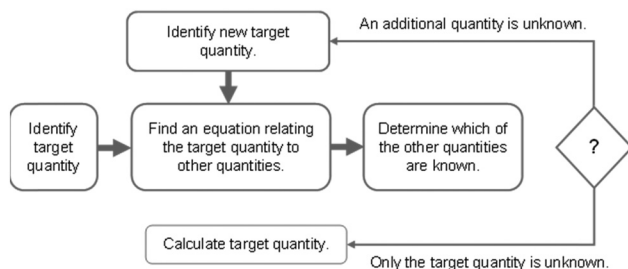 Identify new target
quantity.
An additional quantity is unknown.
Identify
target
quantity
Find an equation relating
the target quantity to
other quantities.
Determine which of
the other quantities
are known.
?
Calculate target quantity.
Only the target quantity is unknown.